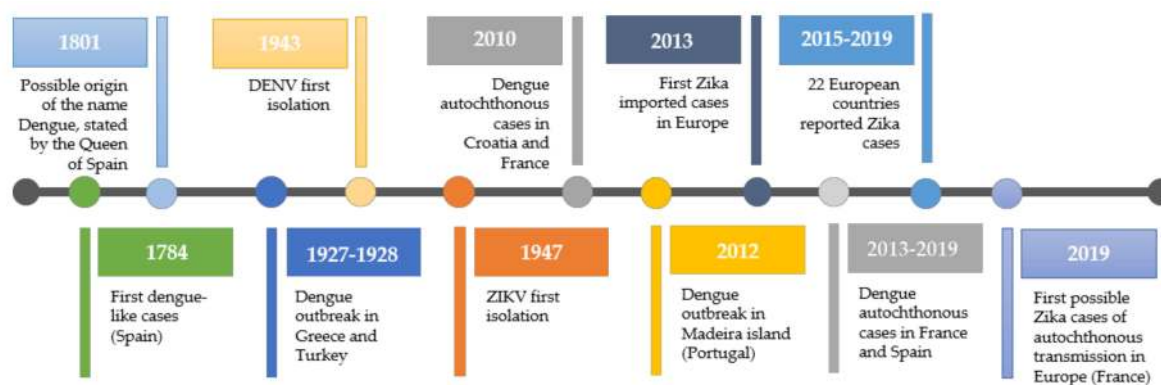 1801
Possible origin
of the name
Dengue, stated
by the Queen
of Spain
1943
DENV first
isolation
2010
Dengue
autochthonous
cases in
Croatia and
France
2013
First Zika
imported cases
in Europe
2015-2019
22 European
countries
reported Zika
cases
1784
First dengue-
like cases
(Spain)
1927-1928
Dengue
outbreak in
Greece and
Turkey
1947
ZIKV first
isolation
2012
Dengue
outbreak in
Madeira island
(Portugal)
2013-2019
Dengue
autochthonous
cases in France
and Spain
2019
First possible
Zika cases of
autochthonous
transmission in
Europe (France)